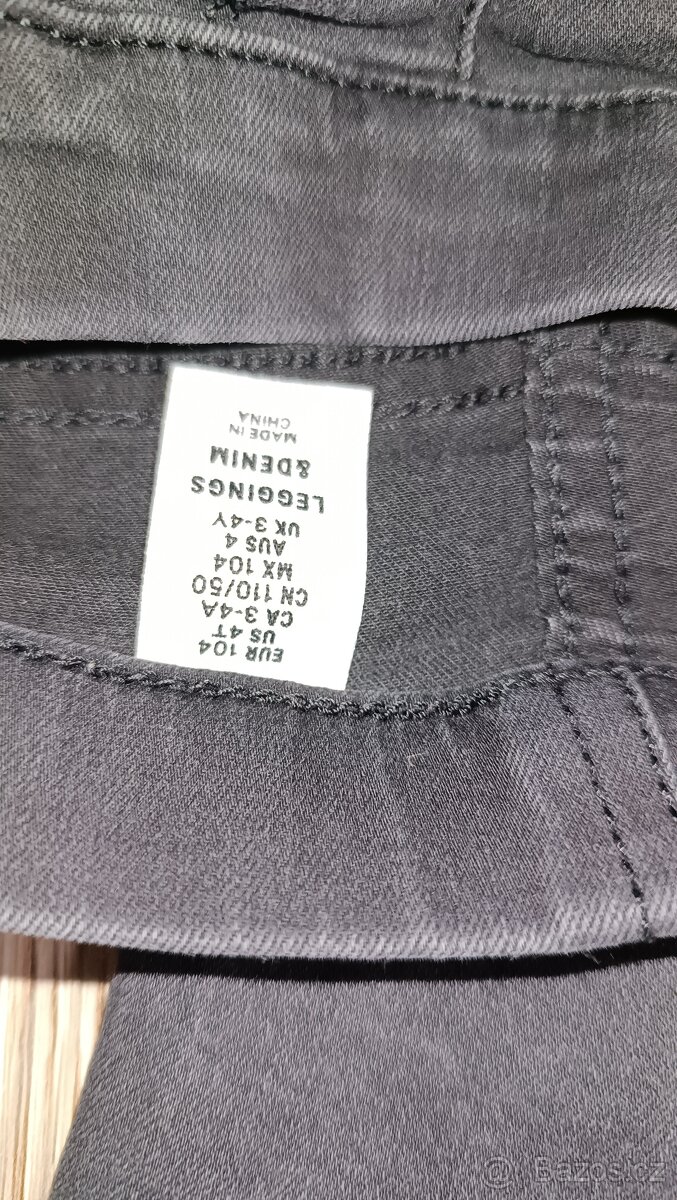 EUR 104
US 4T
CA 3-4A
CN 110/50
MX 104
AUS 4
UK 3-4Y
LEGGINGS
&DENIM
MADE IN
CHINA
Bazos.cz